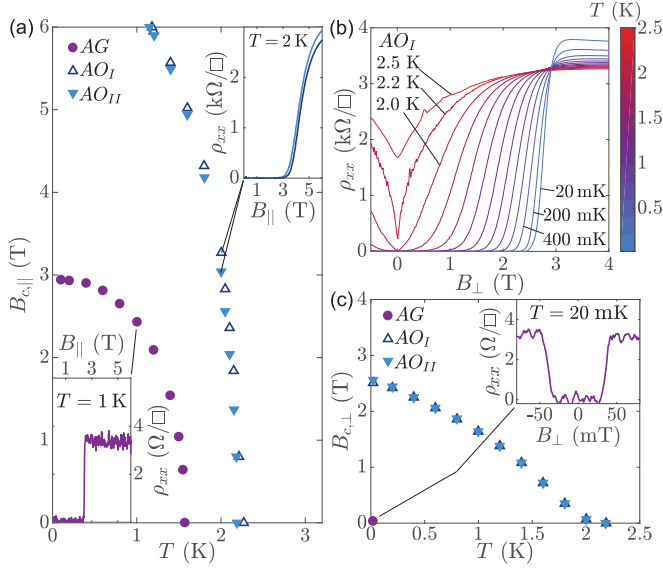 (a)
AG
AO_I
AO_II
T = 2 K
ρ_xx (kΩ/□)
2
1
0
1
3
5
B_|| (T)
B_c,|| (T)
6
5
4
3
2
1
0
B_|| (T)
1
3
5
T = 1 K
4
2
ρ_xx (Ω/□)
0
1
2
3
T (K)
(b)
AO_I
2.5 K
2.2 K
2.0 K
20 mK
200 mK
400 mK
ρ_xx (kΩ/□)
4
3
2
1
0
0
1
2
3
4
B_⊥ (T)
T (K)
2.5
2
1.5
1
0.5
(c)
AG
AO_I
AO_II
T = 20 mK
ρ_xx (Ω/□)
4
2
0
-50
0
50
B_⊥ (mT)
B_c,⊥ (T)
4
3
2
1
0
0
0.5
1.0
1.5
2.0
2.5
T (K)